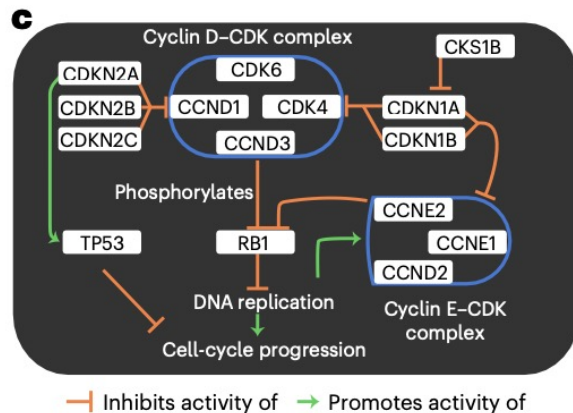 c
Cyclin D–CDK complex
CKS1B
CDKN2A
CDK6
CDKN2B
CCND1
CDK4
CDKN1A
CDKN2C
CCND3
CDKN1B
Phosphorylates
CCNE2
TP53
RB1
CCNE1
CCND2
DNA replication
Cyclin E–CDK
complex
Cell-cycle progression
Inhibits activity of
Promotes activity of